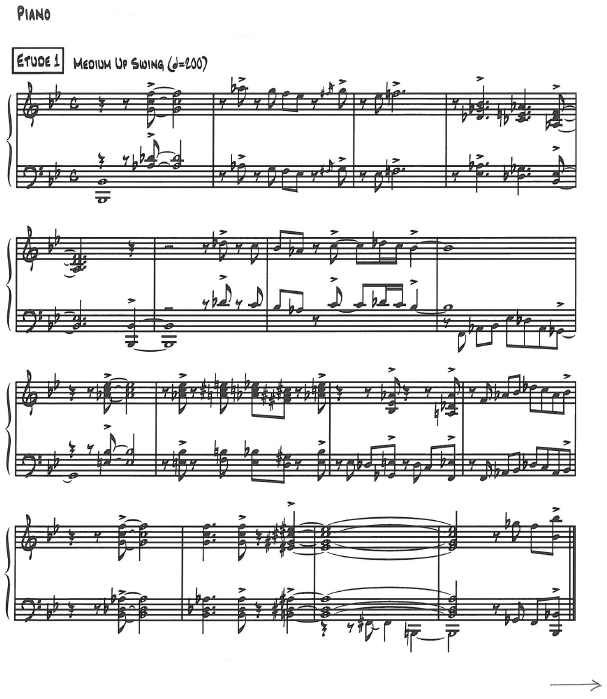 PIANO
ETUDE 1 MEDIUM UP SWING (𝅗𝅥=200)